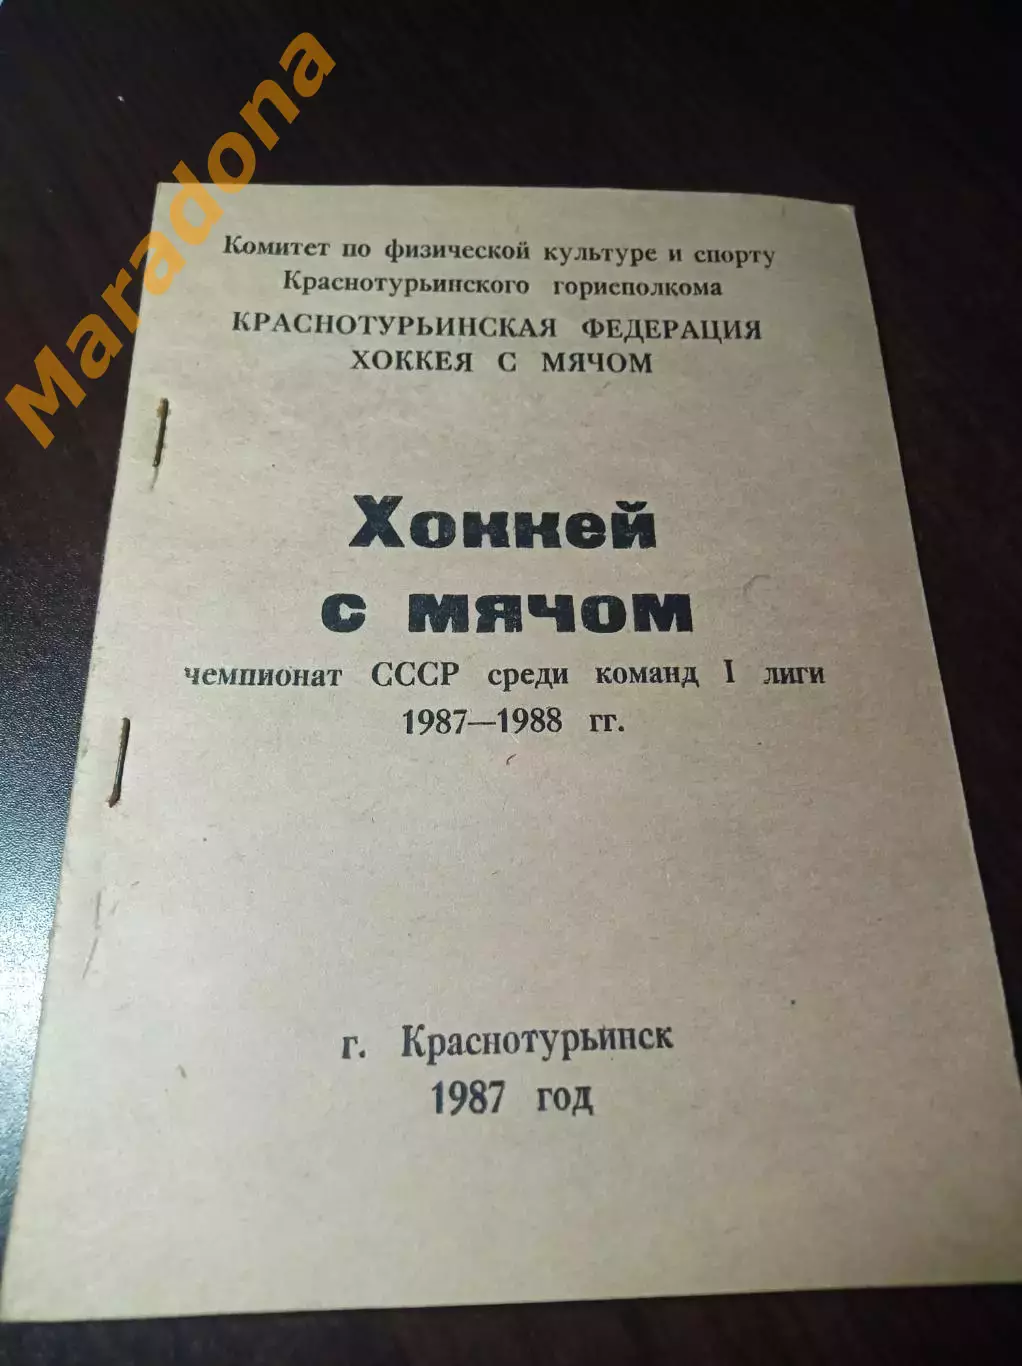 Maradona
Комитет по физической культуре и спорту
Краснотурьинского горисполкома
КРАСНОТУРЬИНСКАЯ ФЕДЕРАЦИЯ
ХОККЕЯ С МЯЧОМ
Хоккей
с мячом
чемпионат СССР среди команд I лиги
1987—1988 гг.
г. Краснотурьинск
1987 год